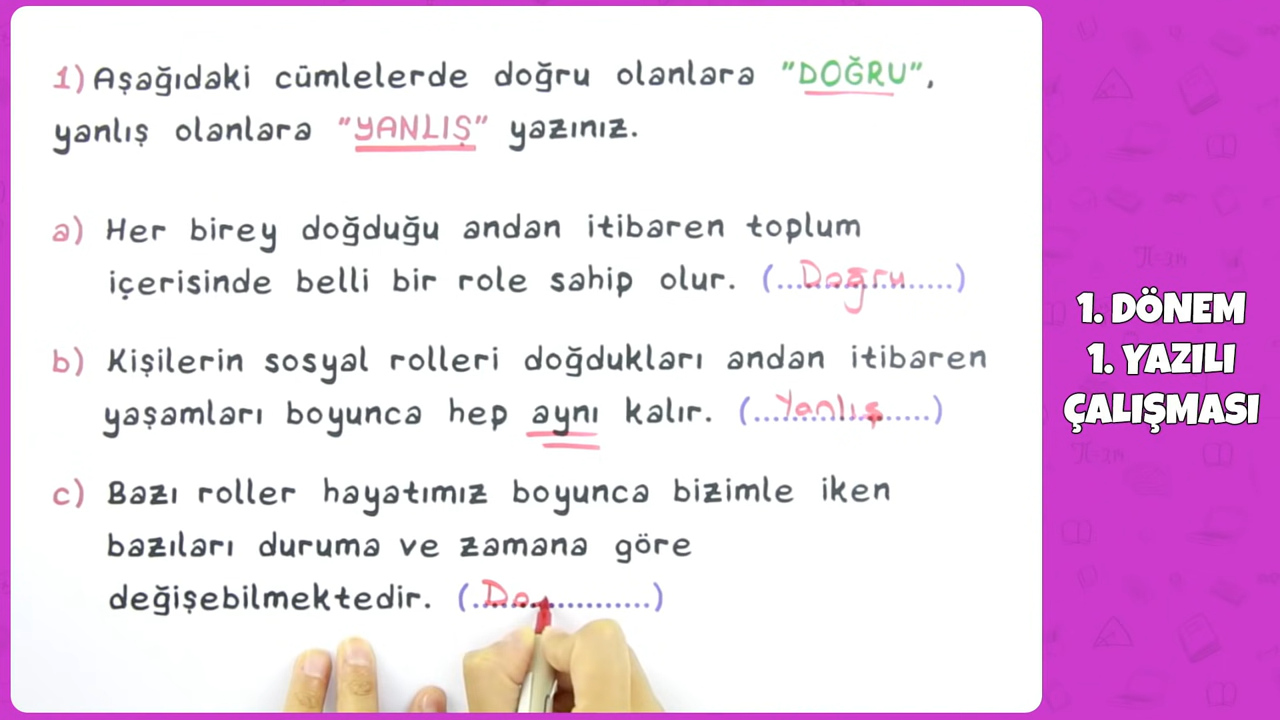 1) Aşağıdaki cümlelerde doğru olanlara "DOĞRU",
yanlış olanlara "YANLIŞ" yazınız.
a) Her birey doğduğu andan itibaren toplum
içerisinde belli bir role sahip olur. (...Doğru......)
b) Kişilerin sosyal rolleri doğdukları andan itibaren
yaşamları boyunca hep aynı kalır. (...Yanlış......)
c) Bazı roller hayatımız boyunca bizimle iken
bazıları duruma ve zamana göre
değişebilmektedir. (.Do............)
1. DÖNEM
1. YAZILI
ÇALIŞMASI